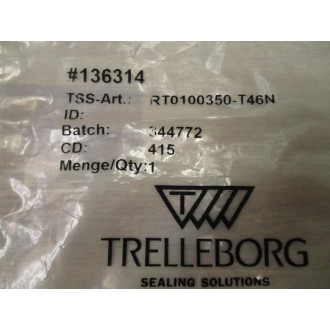 #136314
TSS-Art.: RT0100350-T46N
ID:
Batch: 344772
CD: 415
Menge/Qty: 1
T
TRELLEBORG
SEALING SOLUTIONS